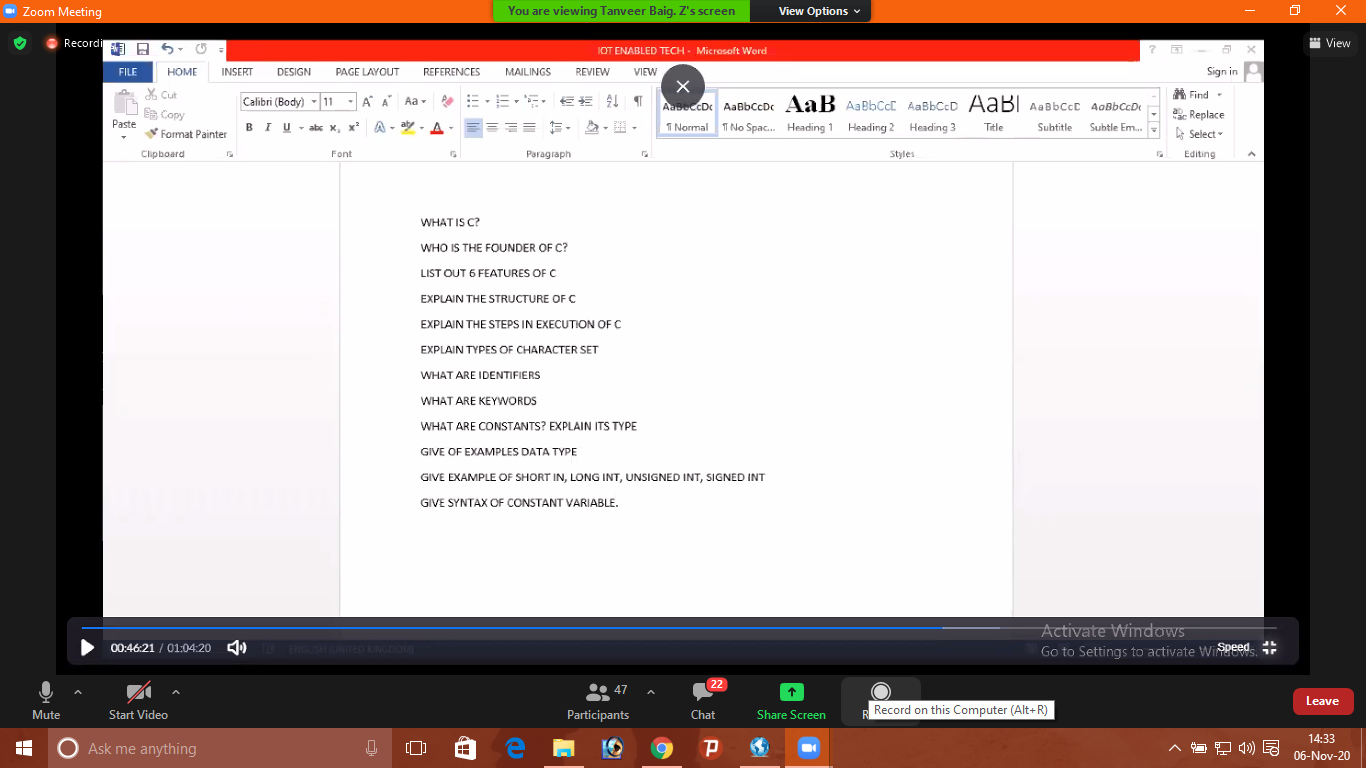 Zoom Meeting
You are viewing Tanveer Baig. Z's screen
View Options
Recordi
View
IOT ENABLED TECH - Microsoft Word
FILE HOME INSERT DESIGN PAGE LAYOUT REFERENCES MAILINGS REVIEW VIEW
Sign in
Paste
Cut
Copy
Format Painter
Clipboard
Calibri (Body) 11
Font
Paragraph
AaBbCcDc AaBbCcDc AaB AaBbCcC AaBbCcDc AaBl AaBbCcC AaBbCcDc
¶ Normal ¶ No Spac... Heading 1 Heading 2 Heading 3 Title Subtitle Subtle Em...
Styles
Find
Replace
Select
Editing
WHAT IS C?
WHO IS THE FOUNDER OF C?
LIST OUT 6 FEATURES OF C
EXPLAIN THE STRUCTURE OF C
EXPLAIN THE STEPS IN EXECUTION OF C
EXPLAIN TYPES OF CHARACTER SET
WHAT ARE IDENTIFIERS
WHAT ARE KEYWORDS
WHAT ARE CONSTANTS? EXPLAIN ITS TYPE
GIVE OF EXAMPLES DATA TYPE
GIVE EXAMPLE OF SHORT IN, LONG INT, UNSIGNED INT, SIGNED INT
GIVE SYNTAX OF CONSTANT VARIABLE.
00:46:21 / 01:04:20
ENGLISH (UNITED KINGDOM)
Activate Windows
Go to Settings to activate Windows.
Speed
Mute
Start Video
Participants 47
Chat 22
Share Screen
Record on this Computer (Alt+R)
Leave
Ask me anything
14:33
06-Nov-20